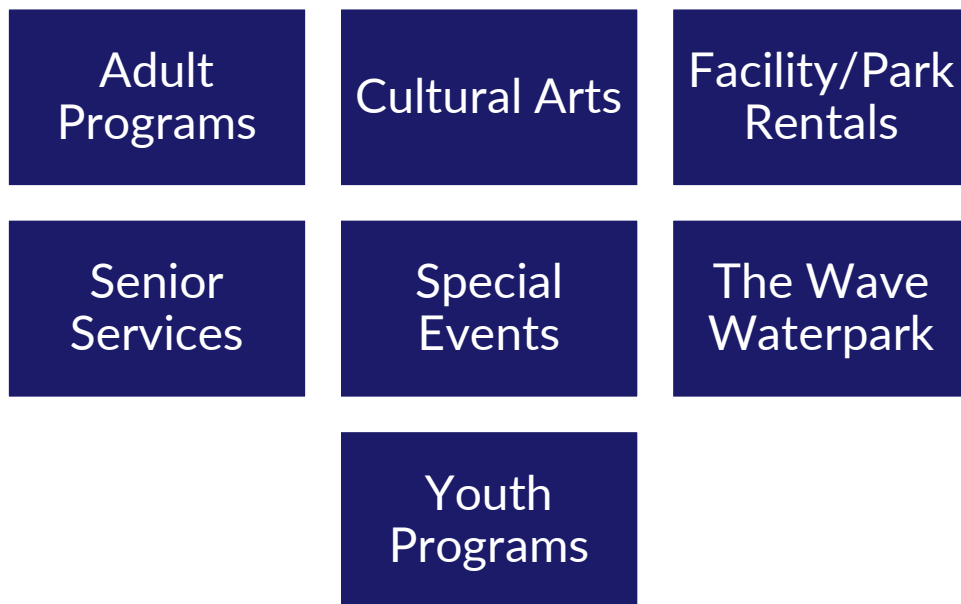 Adult
Programs
Cultural Arts
Facility/Park
Rentals
Senior
Services
Special
Events
The Wave
Waterpark
Youth
Programs